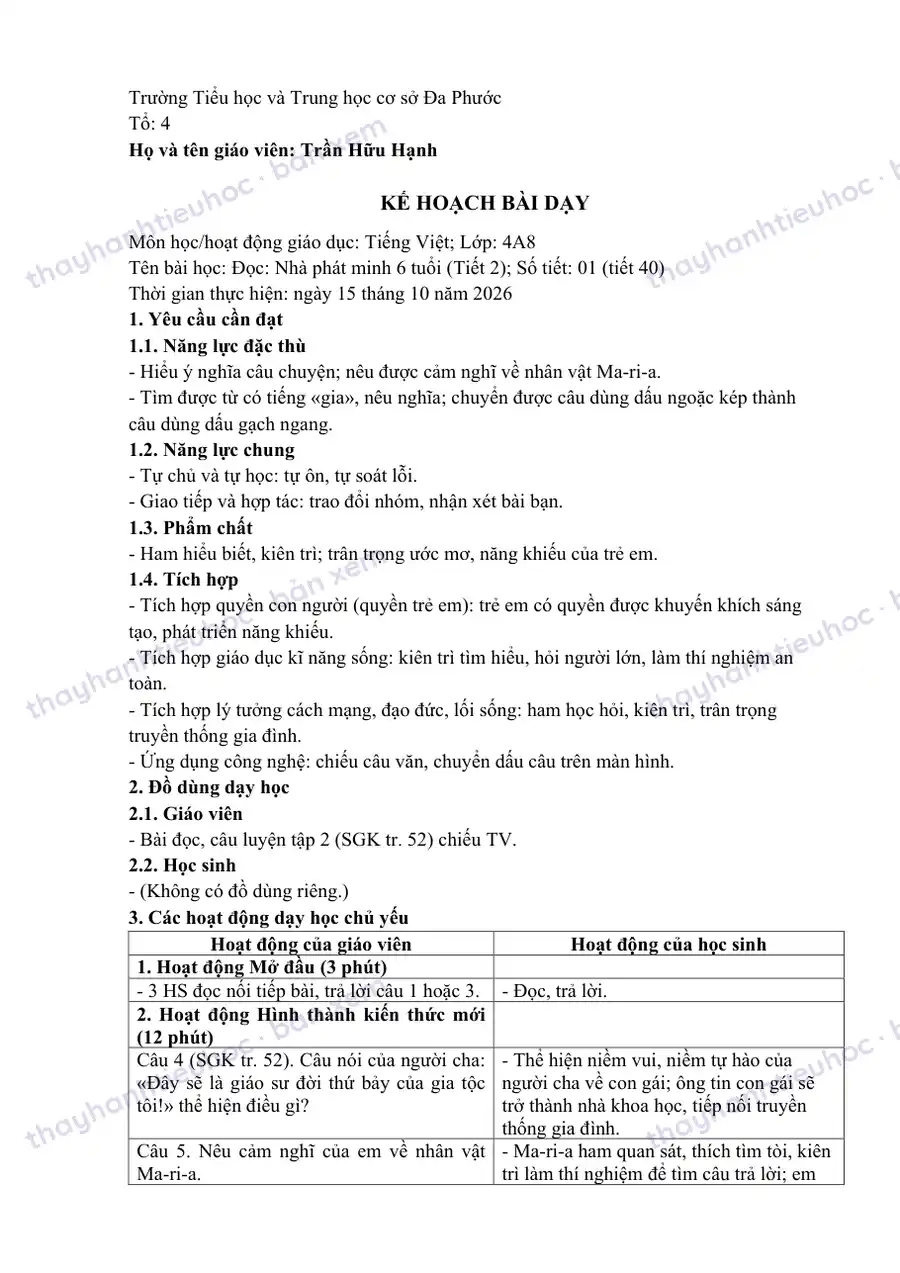 Trường Tiểu học và Trung học cơ sở Đa Phước
Tổ: 4
Họ và tên giáo viên: Trần Hữu Hạnh
KẾ HOẠCH BÀI DẠY
Môn học/hoạt động giáo dục: Tiếng Việt; Lớp: 4A8
Tên bài học: Đọc: Nhà phát minh 6 tuổi (Tiết 2); Số tiết: 01 (tiết 40)
Thời gian thực hiện: ngày 15 tháng 10 năm 2026
1. Yêu cầu cần đạt
1.1. Năng lực đặc thù
- Hiểu ý nghĩa câu chuyện; nêu được cảm nghĩ về nhân vật Ma-ri-a.
- Tìm được từ có tiếng «gia», nêu nghĩa; chuyển được câu dùng dấu ngoặc kép thành
câu dùng dấu gạch ngang.
1.2. Năng lực chung
- Tự chủ và tự học: tự ôn, tự soát lỗi.
- Giao tiếp và hợp tác: trao đổi nhóm, nhận xét bài bạn.
1.3. Phẩm chất
- Ham hiểu biết, kiên trì; trân trọng ước mơ, năng khiếu của trẻ em.
1.4. Tích hợp
- Tích hợp quyền con người (quyền trẻ em): trẻ em có quyền được khuyến khích sáng
tạo, phát triển năng khiếu.
- Tích hợp giáo dục kĩ năng sống: kiên trì tìm hiểu, hỏi người lớn, làm thí nghiệm an
toàn.
- Tích hợp lý tưởng cách mạng, đạo đức, lối sống: ham học hỏi, kiên trì, trân trọng
truyền thống gia đình.
- Ứng dụng công nghệ: chiếu câu văn, chuyển dấu câu trên màn hình.
2. Đồ dùng dạy học
2.1. Giáo viên
- Bài đọc, câu luyện tập 2 (SGK tr. 52) chiếu TV.
2.2. Học sinh
- (Không có đồ dùng riêng.)
3. Các hoạt động dạy học chủ yếu
Hoạt động của giáo viên
Hoạt động của học sinh
1. Hoạt động Mở đầu (3 phút)
- 3 HS đọc nối tiếp bài, trả lời câu 1 hoặc 3.
- Đọc, trả lời.
2. Hoạt động Hình thành kiến thức mới
(12 phút)
Câu 4 (SGK tr. 52). Câu nói của người cha:
«Đây sẽ là giáo sư đời thứ bảy của gia tộc
tôi!» thể hiện điều gì?
- Thể hiện niềm vui, niềm tự hào của
người cha về con gái; ông tin con gái sẽ
trở thành nhà khoa học, tiếp nối truyền
thống gia đình.
Câu 5. Nêu cảm nghĩ của em về nhân vật
Ma-ri-a.
- Ma-ri-a ham quan sát, thích tìm tòi, kiên
trì làm thí nghiệm để tìm câu trả lời; em
thayhanhtieuhoc · bản xem
thayhanhtieuhoc · b
thayhanhtieuhoc · bản xem
thayhanhtieuhoc · b
thayhanhtieuhoc · bản xem
thayhanhtieuhoc · b